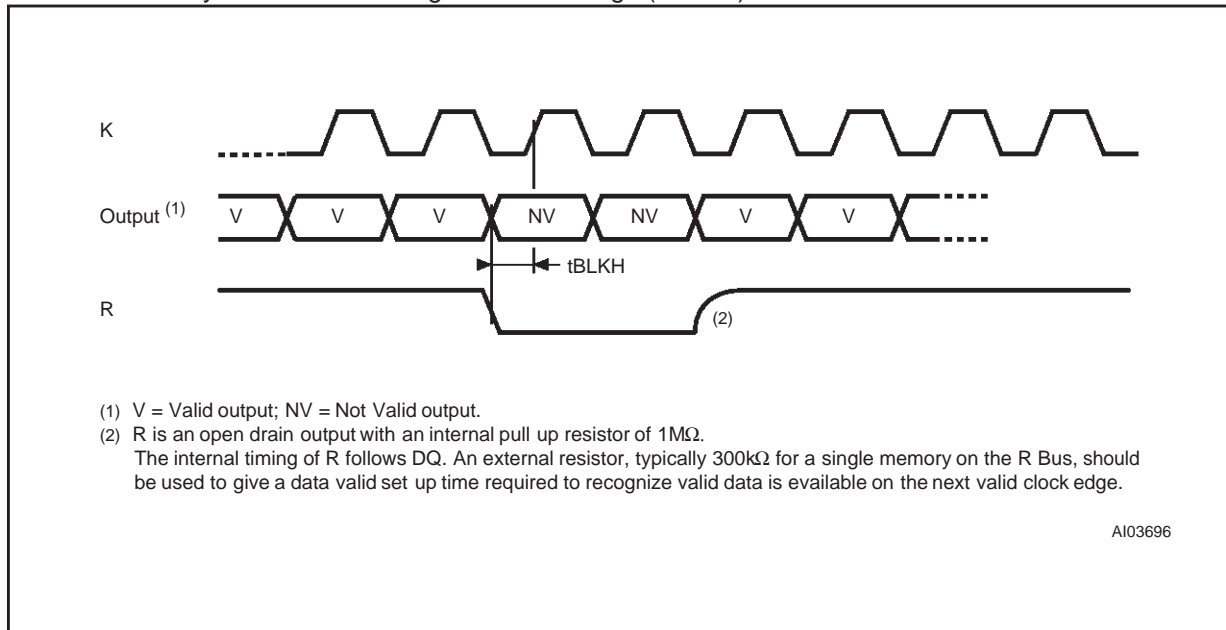 K
Output (1)
V V V NV NV V V
tBLKH
R
(2)
(1) V = Valid output; NV = Not Valid output.
(2) R is an open drain output with an internal pull up resistor of 1MΩ.
The internal timing of R follows DQ. An external resistor, typically 300kΩ for a single memory on the R Bus, should
be used to give a data valid set up time required to recognize valid data is evailable on the next valid clock edge.
AI03696